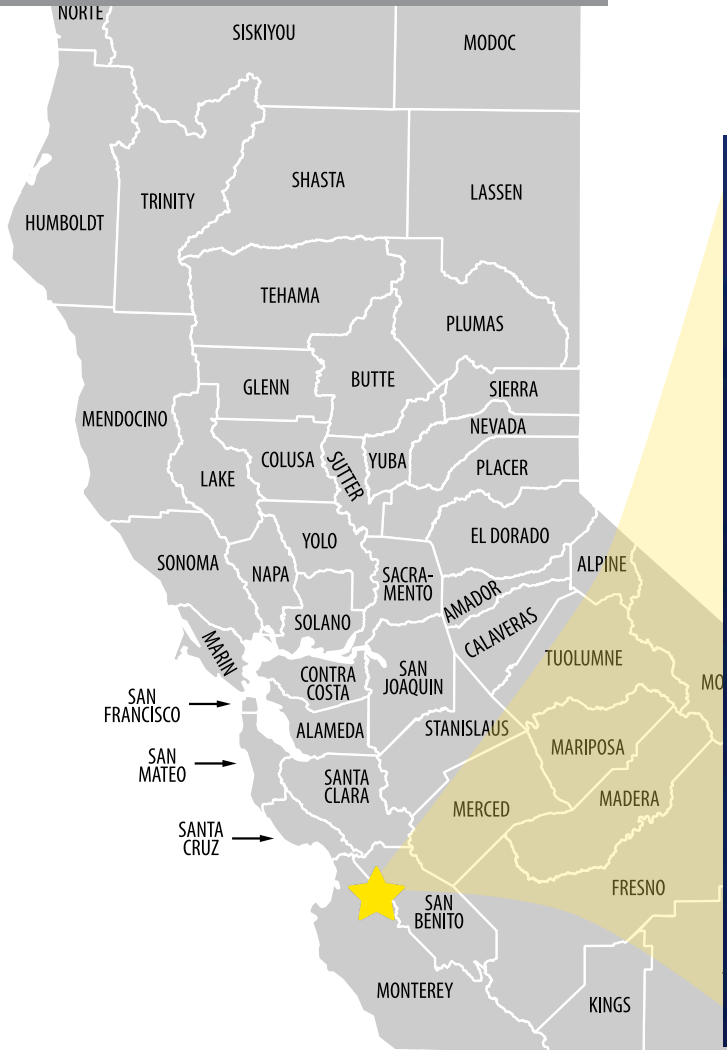 NORTE
SISKIYOU
MODOC
SHASTA
LASSEN
TRINITY
HUMBOLDT
TEHAMA
PLUMAS
BUTTE
GLENN
SIERRA
MENDOCINO
NEVADA
COLUSA
SUTTER
YUBA
PLACER
LAKE
EL DORADO
YOLO
SONOMA
NAPA
SACRA-
MENTO
ALPINE
AMADOR
SOLANO
CALAVERAS
MARIN
TUOLUMNE
CONTRA
COSTA
SAN
JOAQUIN
MO
SAN
FRANCISCO
ALAMEDA
STANISLAUS
MARIPOSA
SAN
MATEO
SANTA
CLARA
MERCED
MADERA
SANTA
CRUZ
FRESNO
SAN
BENITO
MONTEREY
KINGS